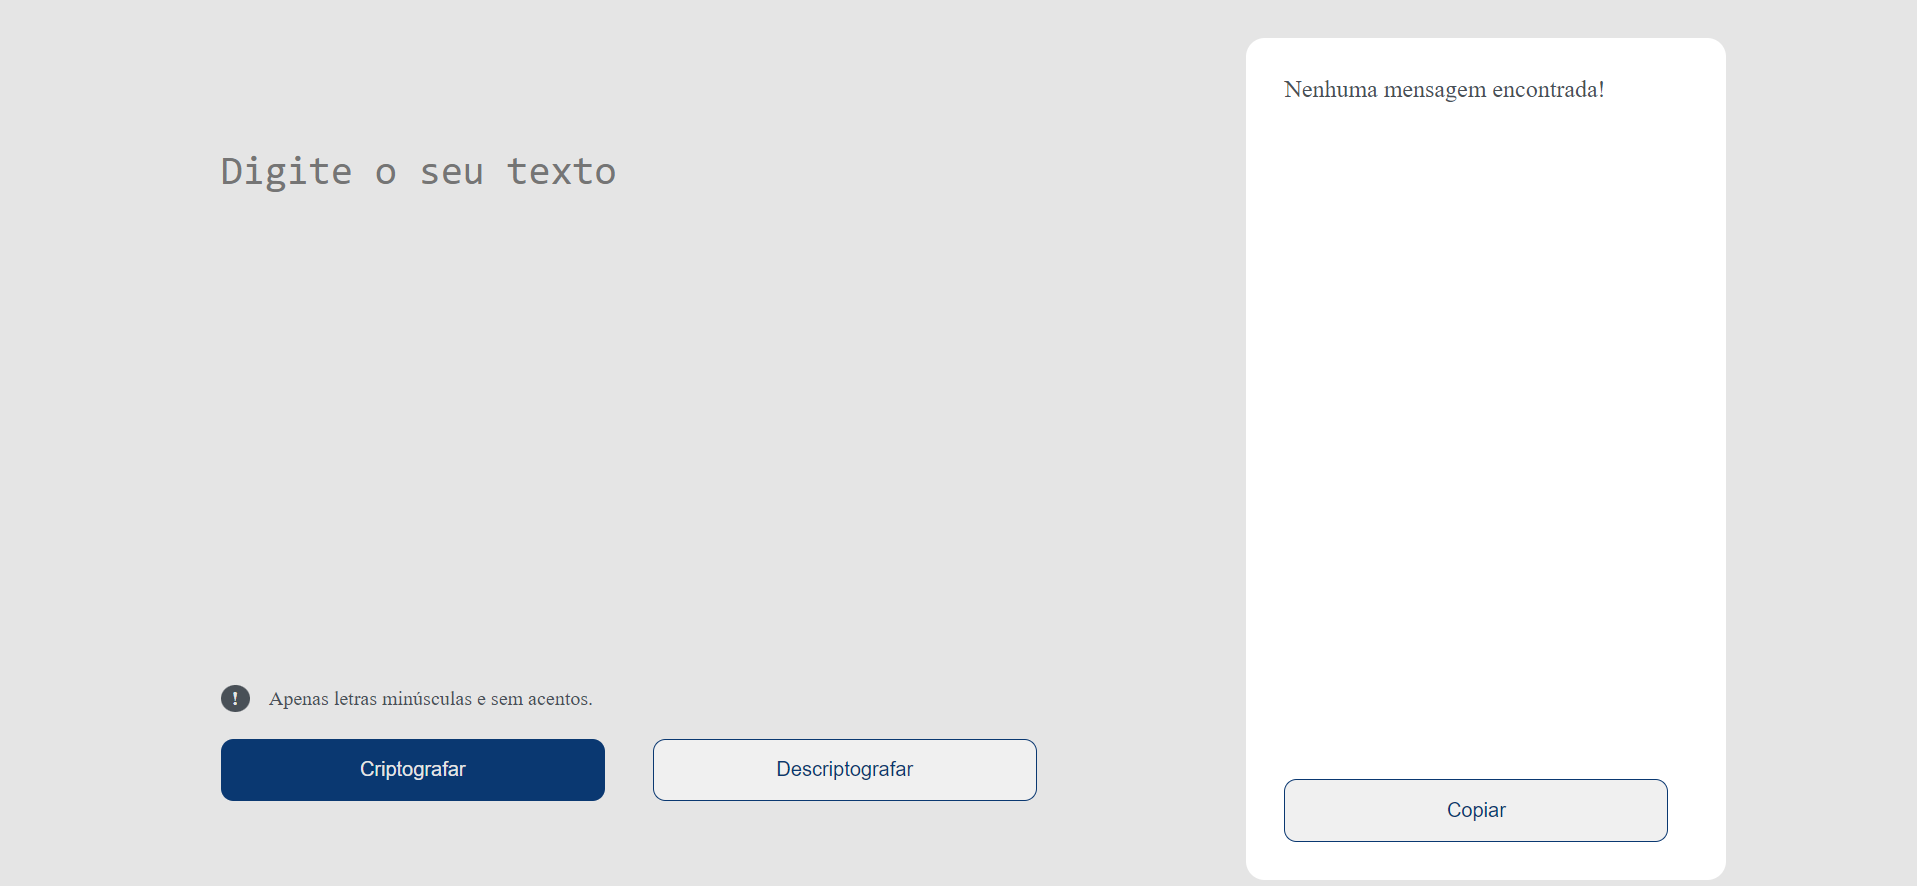 Digite o seu texto
! Apenas letras minúsculas e sem acentos.
Criptografar
Descriptografar
Nenhuma mensagem encontrada!
Copiar